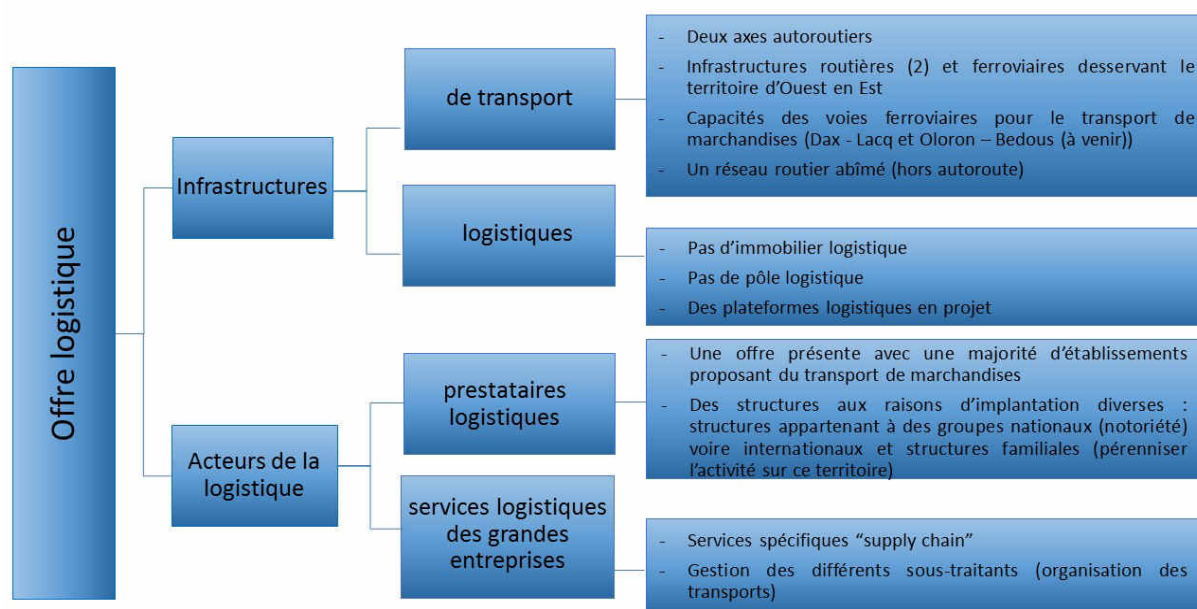 Offre logistique
Infrastructures
de transport
- Deux axes autoroutiers
- Infrastructures routières (2) et ferroviaires desservant le
territoire d'Ouest en Est
- Capacités des voies ferroviaires pour le transport de
marchandises (Dax - Lacq et Oloron – Bedous (à venir))
- Un réseau routier abîmé (hors autoroute)
logistiques
- Pas d'immobilier logistique
- Pas de pôle logistique
- Des plateformes logistiques en projet
Acteurs de la
logistique
prestataires
logistiques
- Une offre présente avec une majorité d'établissements
proposant du transport de marchandises
- Des structures aux raisons d'implantation diverses :
structures appartenant à des groupes nationaux (notoriété)
voire internationaux et structures familiales (pérenniser
l'activité sur ce territoire)
services logistiques
des grandes
entreprises
- Services spécifiques "supply chain"
- Gestion des différents sous-traitants (organisation des
transports)